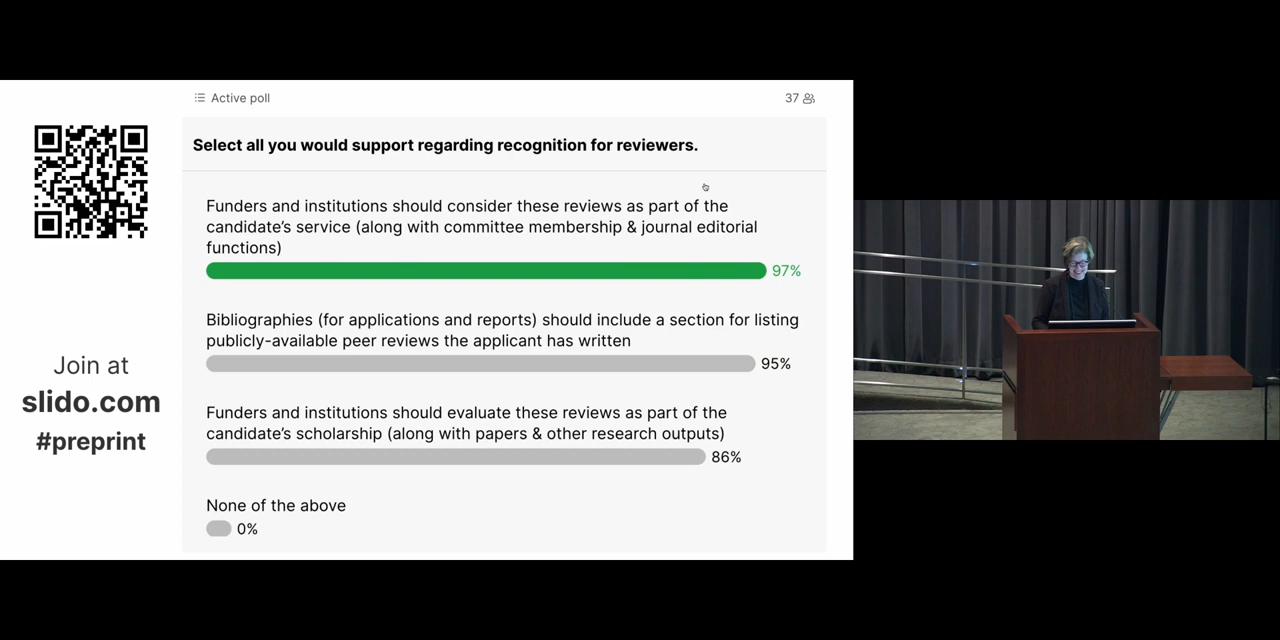 Active poll
37
Select all you would support regarding recognition for reviewers.
Funders and institutions should consider these reviews as part of the
candidate’s service (along with committee membership & journal editorial
functions)
97%
Bibliographies (for applications and reports) should include a section for listing
publicly-available peer reviews the applicant has written
95%
Funders and institutions should evaluate these reviews as part of the
candidate’s scholarship (along with papers & other research outputs)
86%
None of the above
0%
Join at
slido.com
#preprint